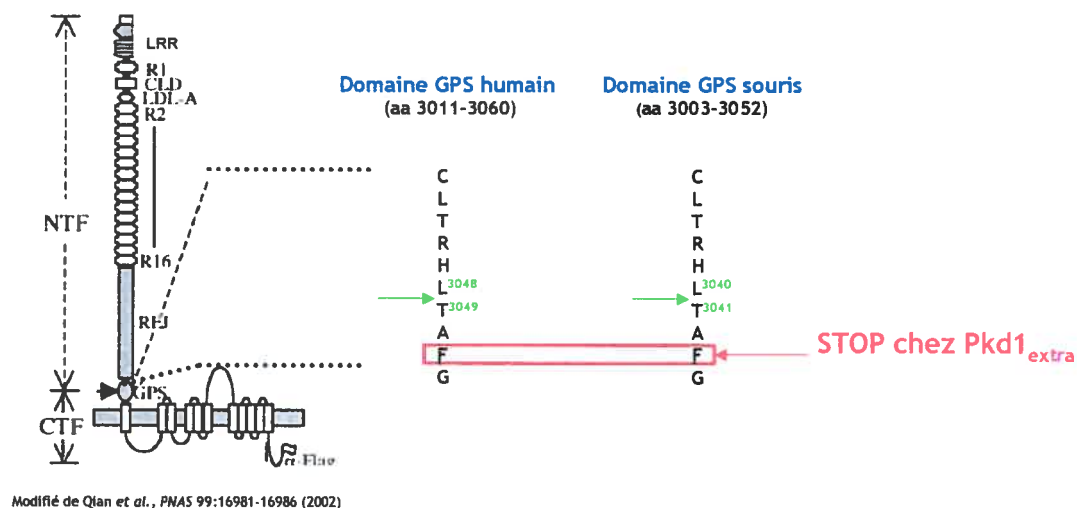 LRR
R1
CLD
LDL-A
R2
NTF
R16
REJ
GPS
CTF
α-Flag
Domaine GPS humain
(aa 3011-3060)
C
L
T
R
H
L3048
T3049
A
F
G
Domaine GPS souris
(aa 3003-3052)
C
L
T
R
H
L3040
T3041
A
F
G
STOP chez Pkd1extra
Modifié de Qian et al., PNAS 99:16981-16986 (2002)